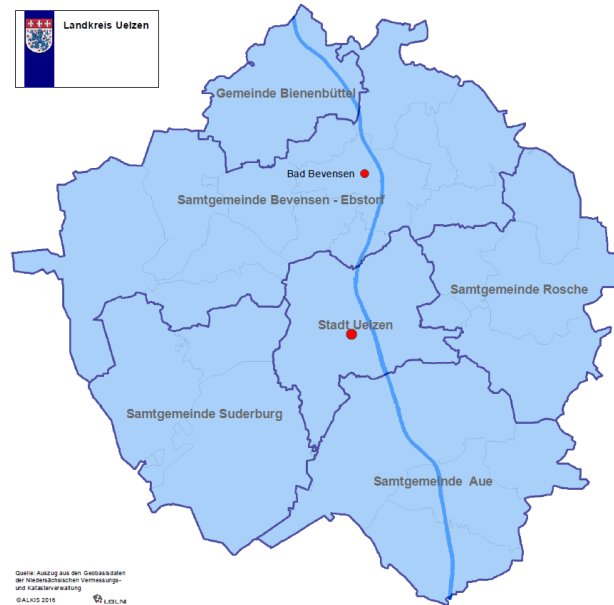 Landkreis Uelzen
Gemeinde Bienenbüttel
Bad Bevensen
Samtgemeinde Bevensen - Ebstorf
Samtgemeinde Rosche
Stadt Uelzen
Samtgemeinde Suderburg
Samtgemeinde Aue
Quelle: Auszug aus den Geobasisdaten
der Niedersächsischen Vermessungs-
und Katasterverwaltung
©ALKIS 2016 LGLN